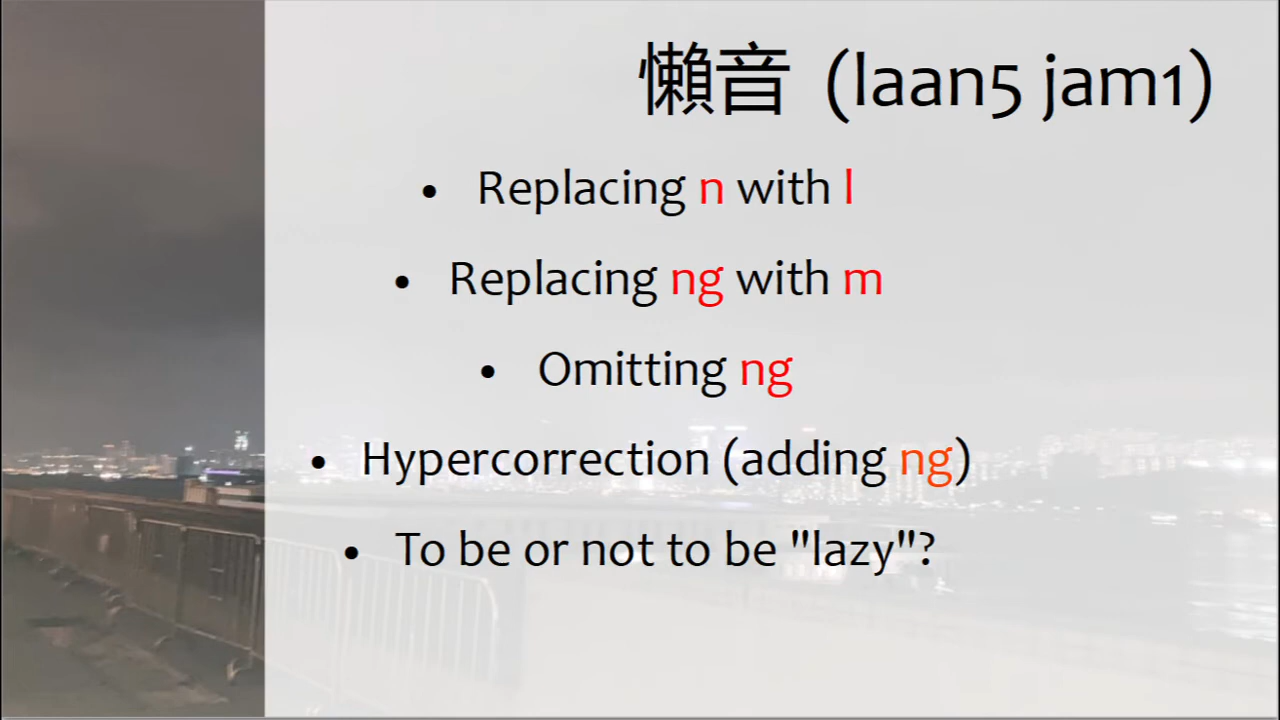 懶音 (laan5 jam1)
• Replacing n with l
• Replacing ng with m
• Omitting ng
• Hypercorrection (adding ng)
• To be or not to be "lazy"?